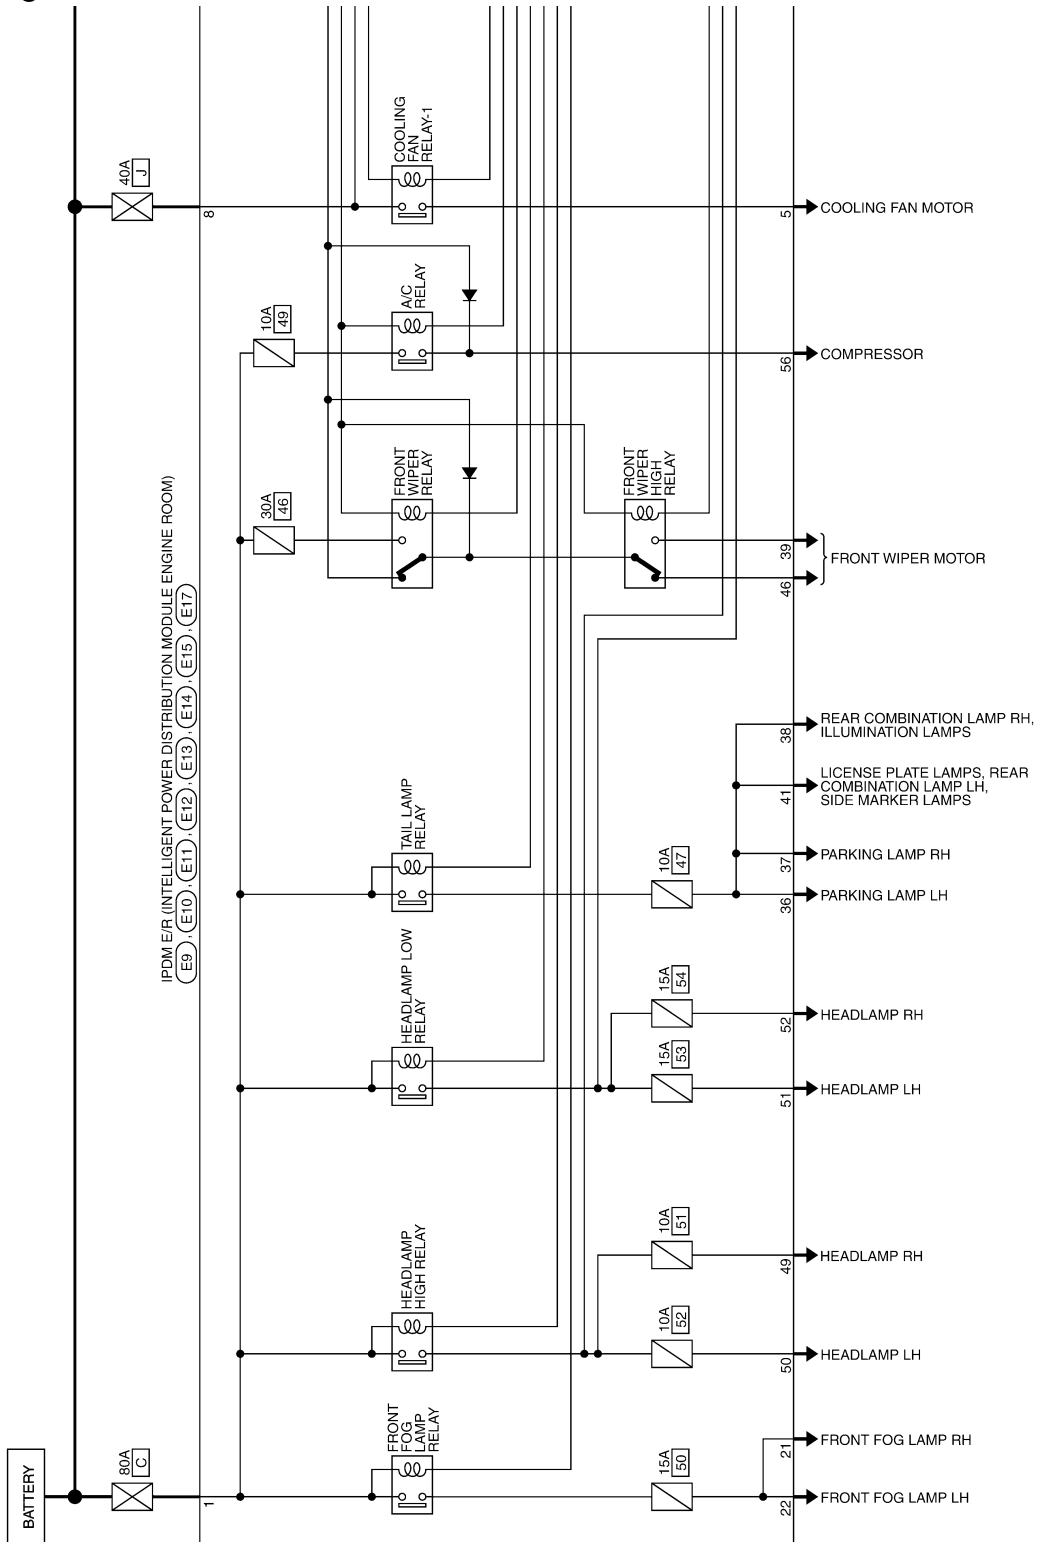 COOLING
FAN
RELAY-1
40A
J
8
5
COOLING FAN MOTOR
A/C
RELAY
10A
49
56
COMPRESSOR
FRONT
WIPER
RELAY
FRONT
WIPER
HIGH
RELAY
30A
46
39
46
FRONT WIPER MOTOR
IPDM E/R (INTELLIGENT POWER DISTRIBUTION MODULE ENGINE ROOM)
E9 , E10 , E11 , E12 , E13 , E14 , E15 , E17
38
REAR COMBINATION LAMP RH,
ILLUMINATION LAMPS
41
LICENSE PLATE LAMPS, REAR
COMBINATION LAMP LH,
SIDE MARKER LAMPS
TAIL LAMP
RELAY
10A
47
37
PARKING LAMP RH
36
PARKING LAMP LH
HEADLAMP LOW
RELAY
15A
54
52
HEADLAMP RH
15A
53
51
HEADLAMP LH
HEADLAMP
HIGH RELAY
10A
51
49
HEADLAMP RH
10A
52
50
HEADLAMP LH
FRONT
FOG
LAMP
RELAY
15A
50
21
FRONT FOG LAMP RH
22
FRONT FOG LAMP LH
BATTERY
80A
C
1